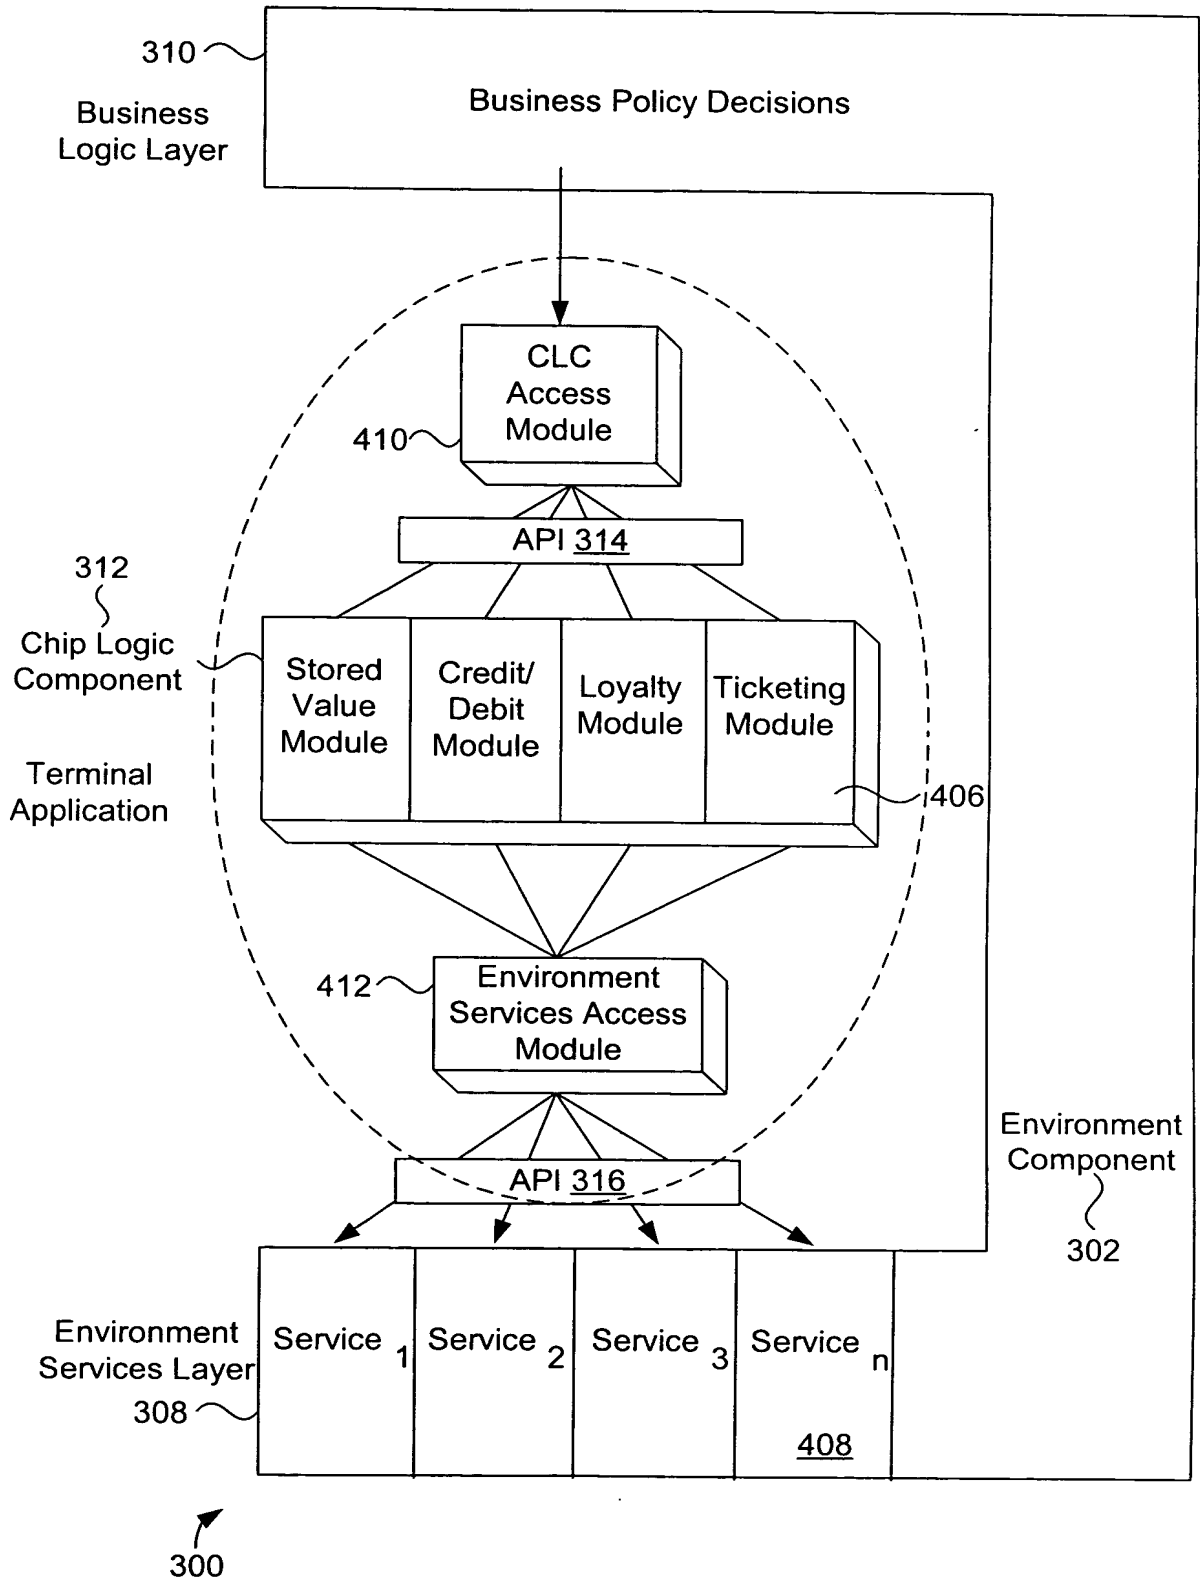 310
Business
Logic Layer
Business Policy Decisions
CLC
Access
Module
410
API 314
312
Chip Logic
Component
Stored
Value
Module
Credit/
Debit
Module
Loyalty
Module
Ticketing
Module
406
Terminal
Application
412
Environment
Services Access
Module
API 316
Environment
Component
302
Environment
Services Layer
308
Service 1
Service 2
Service 3
Service n
408
300